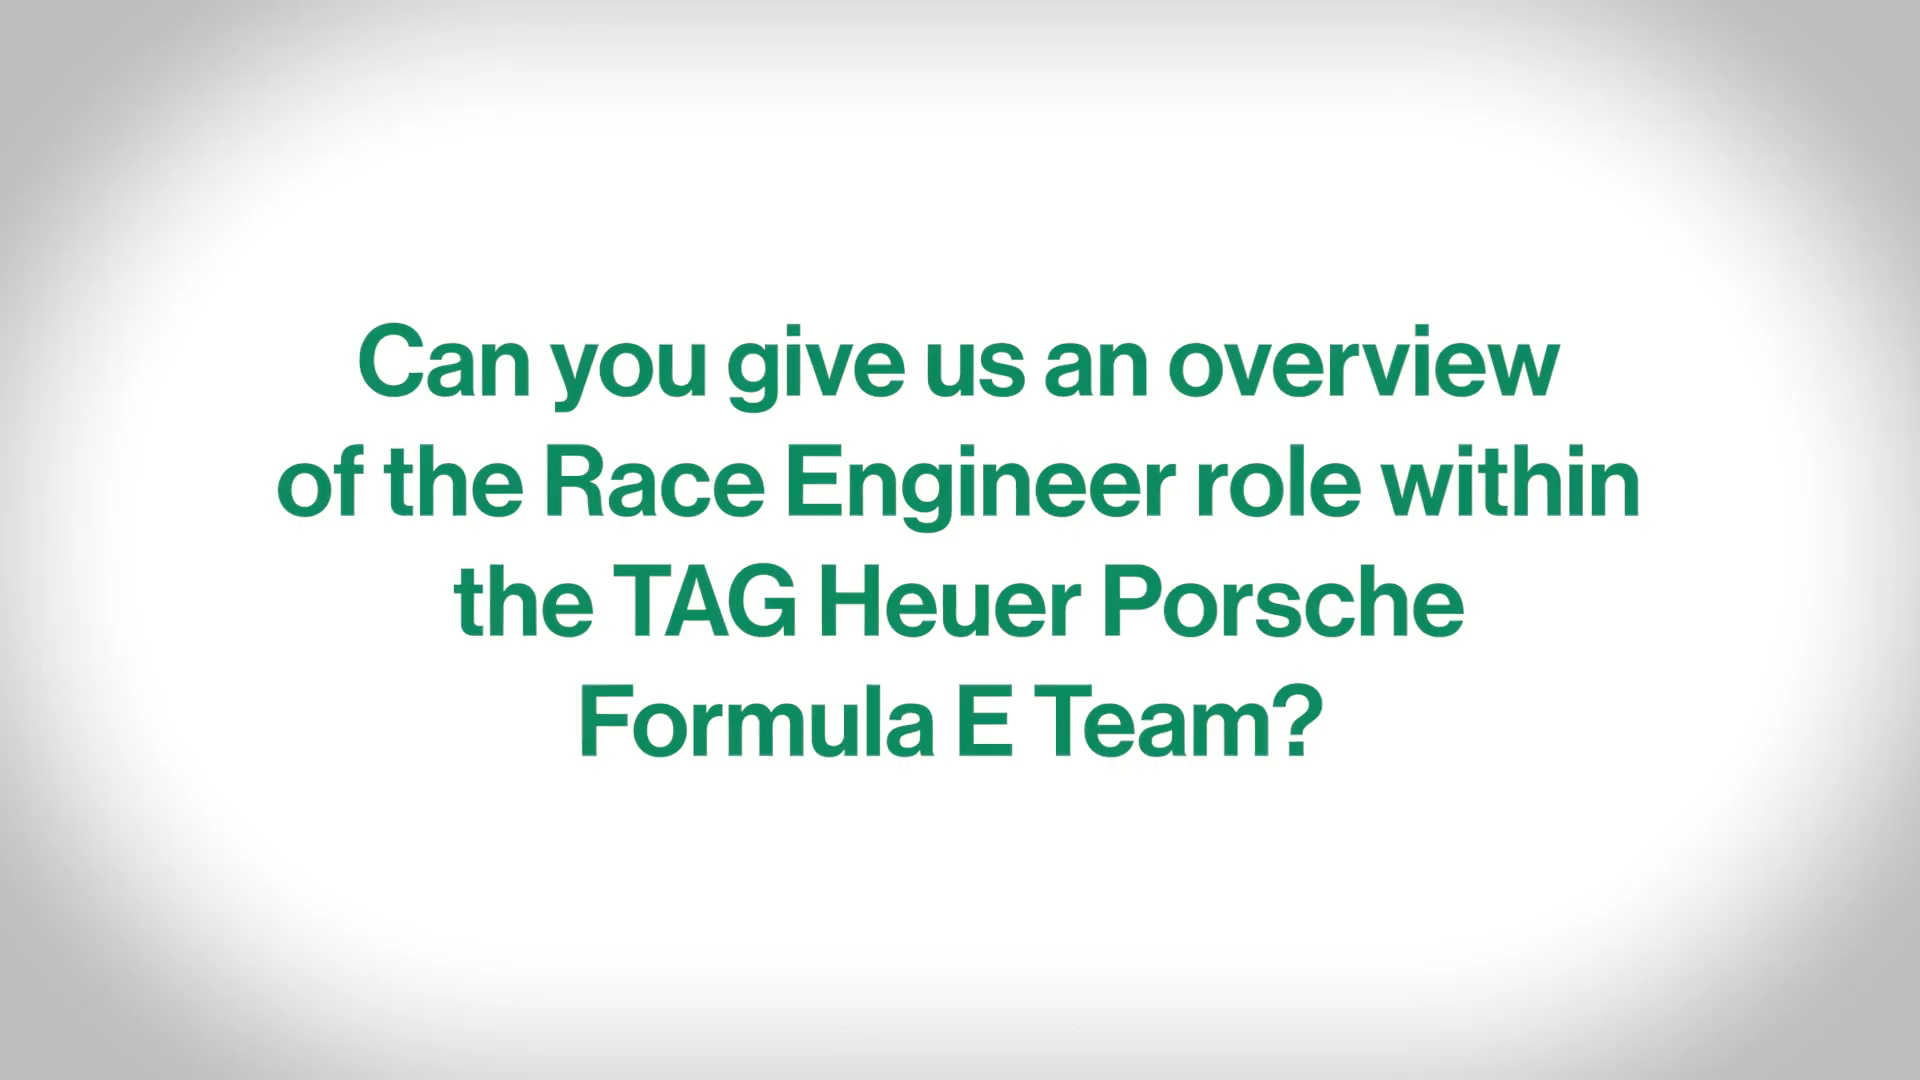 Can you give us an overview
of the Race Engineer role within
the TAG Heuer Porsche
Formula E Team?